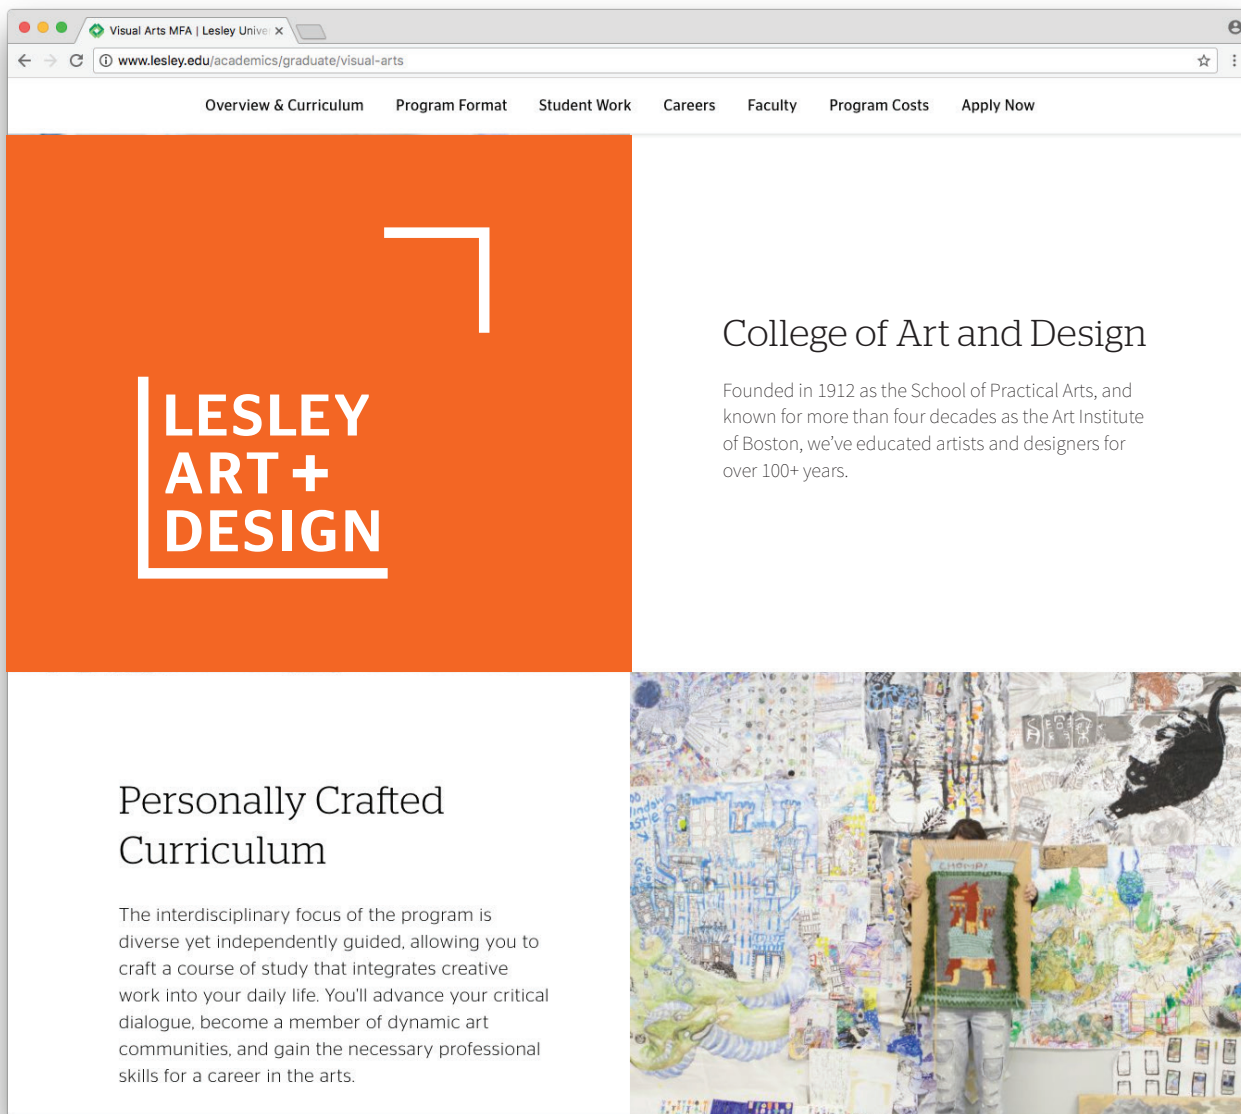 Visual Arts MFA | Lesley Unive
www.lesley.edu/academics/graduate/visual-arts
Overview & Curriculum Program Format Student Work Careers Faculty Program Costs Apply Now
LESLEY
ART +
DESIGN
College of Art and Design
Founded in 1912 as the School of Practical Arts, and
known for more than four decades as the Art Institute
of Boston, we've educated artists and designers for
over 100+ years.
Personally Crafted
Curriculum
The interdisciplinary focus of the program is
diverse yet independently guided, allowing you to
craft a course of study that integrates creative
work into your daily life. You'll advance your critical
dialogue, become a member of dynamic art
communities, and gain the necessary professional
skills for a career in the arts.
CHOMP!